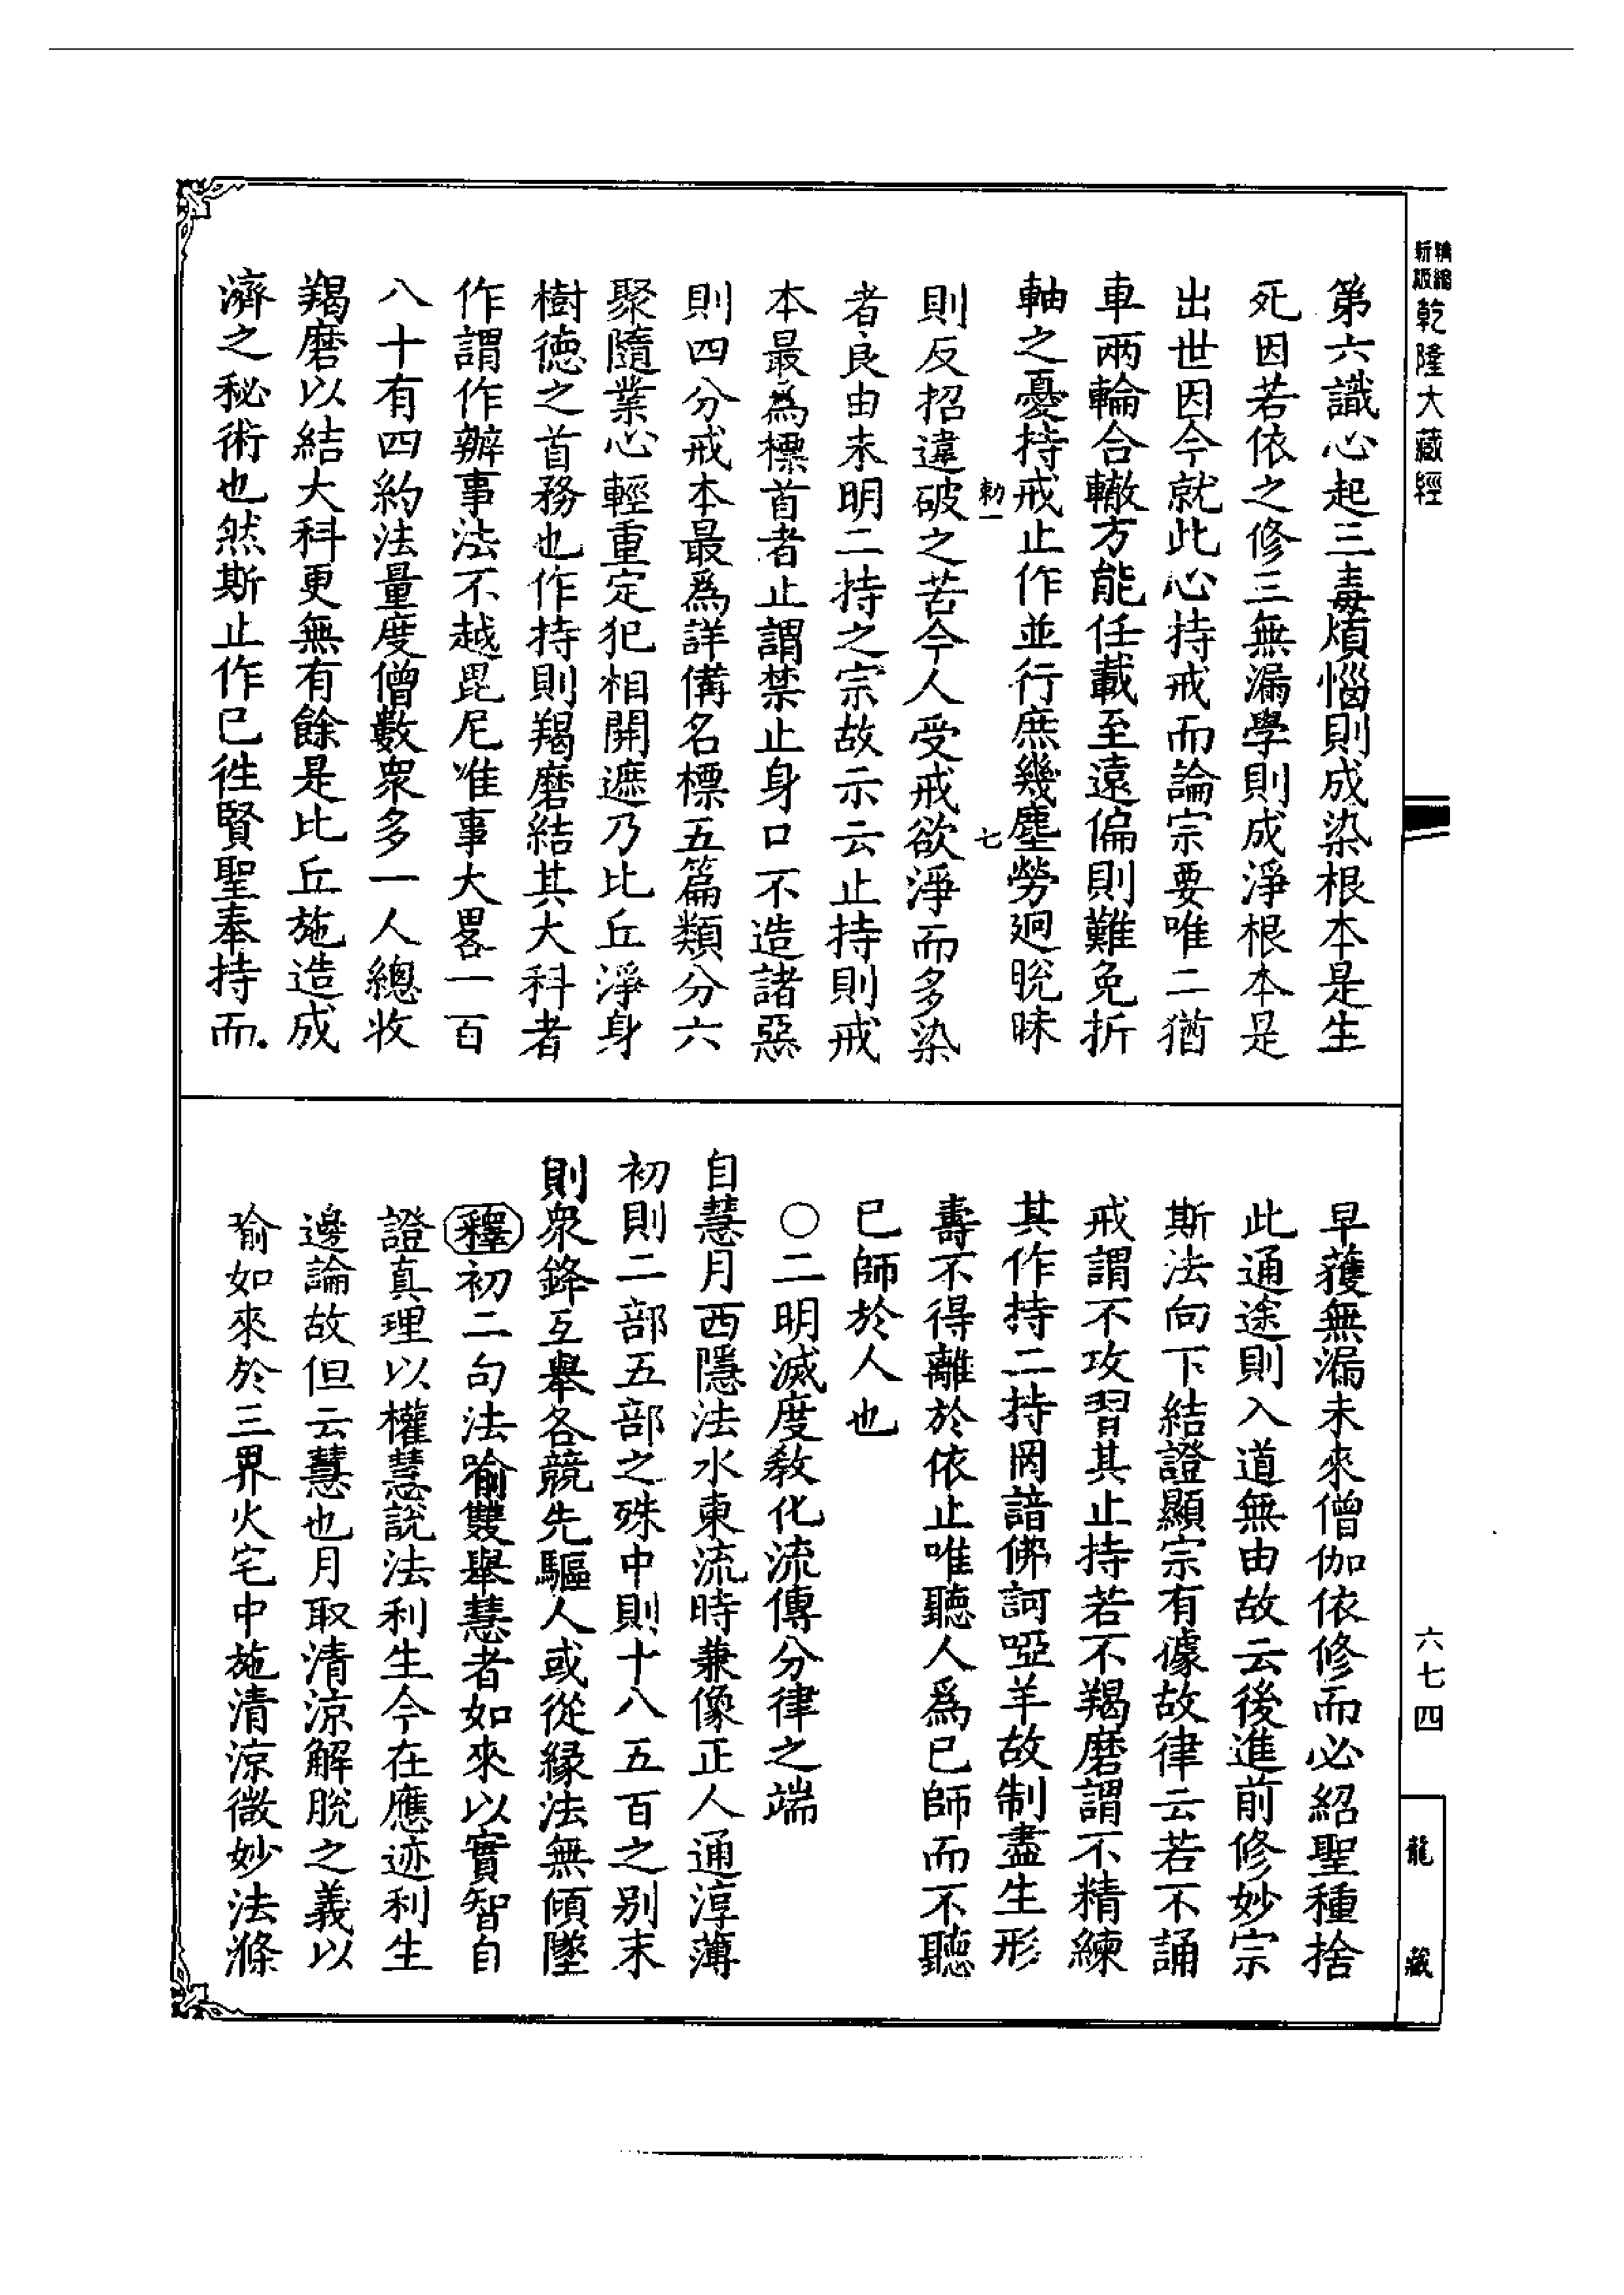 精縮新版乾隆大藏經
第六識心起三毒煩惱則成染根本是生
死因若依之修三無漏學則成淨根本是
出世因今就此心持戒而論宗要唯二猶
車兩輪合轍方能任載至遠偏則難免折
軸之憂持戒止作並行庶幾塵勞迥脫昧
勅一
七
則反招違破之苦今人受戒欲淨而多染
者良由未明二持之宗故示云止持則戒
本最為標首者止謂禁止身口不造諸惡
則四分戒本最爲詳備名標五篇類分六
聚隨業心輕重定犯相開遮乃比丘淨身
樹德之首務也作持則羯磨結其大科者
作謂作辦事法不越毘尼准事大畧一百
八十有四約法量度僧數衆多一人總收
羯磨以結大科更無有餘是比丘施造成
濟之秘術也然斯止作已徃賢聖奉持而
早獲無漏未來僧伽依修而必紹聖種捨
此通途則入道無由故云後進前修妙宗
斯法向下結證顯宗有據故律云若不誦
戒謂不攻習其止持若不羯磨謂不精練
其作持二持罔諳佛訶啞羊故制盡生形
壽不得離於依止唯聽人爲已師而不聽
已師於人也
〇二明滅度敎化流傳分律之端
自慧月西隱法水東流時兼像正人通淳薄
初則二部五部之殊中則十八五百之別末
則衆鋒互舉各競先驅人或從緣法無傾墜
釋初二句法喻雙舉慧者如來以實智自
證真理以權慧說法利生今在應迹利生
邊論故但云慧也月取清涼解脫之義以
喻如來於三界火宅中施清涼微妙法滌
六七四
龍藏